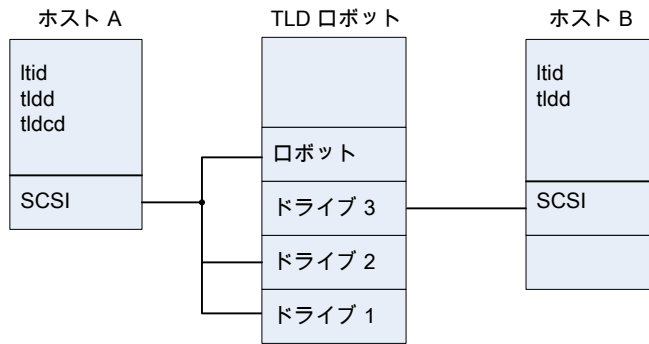 ホスト A
ltid
tldd
tldcd
SCSI
TLD ロボット
ロボット
ドライブ 3
ドライブ 2
ドライブ 1
ホスト B
ltid
tldd
SCSI